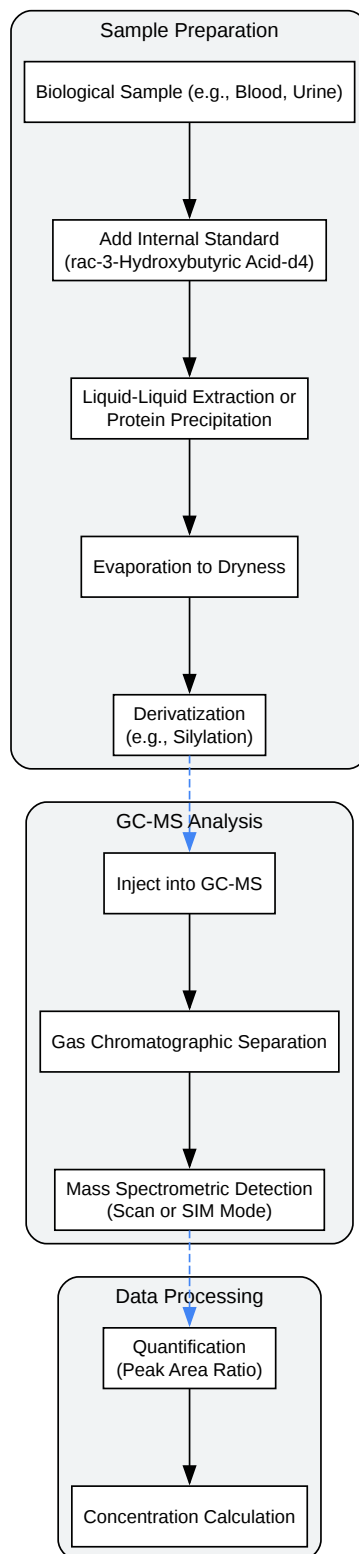 Sample Preparation
Biological Sample (e.g., Blood, Urine)
Add Internal Standard
(rac-3-Hydroxybutyric Acid-d4)
Liquid-Liquid Extraction or
Protein Precipitation
Evaporation to Dryness
Derivatization
(e.g., Silylation)
GC-MS Analysis
Inject into GC-MS
Gas Chromatographic Separation
Mass Spectrometric Detection
(Scan or SIM Mode)
Data Processing
Quantification
(Peak Area Ratio)
Concentration Calculation